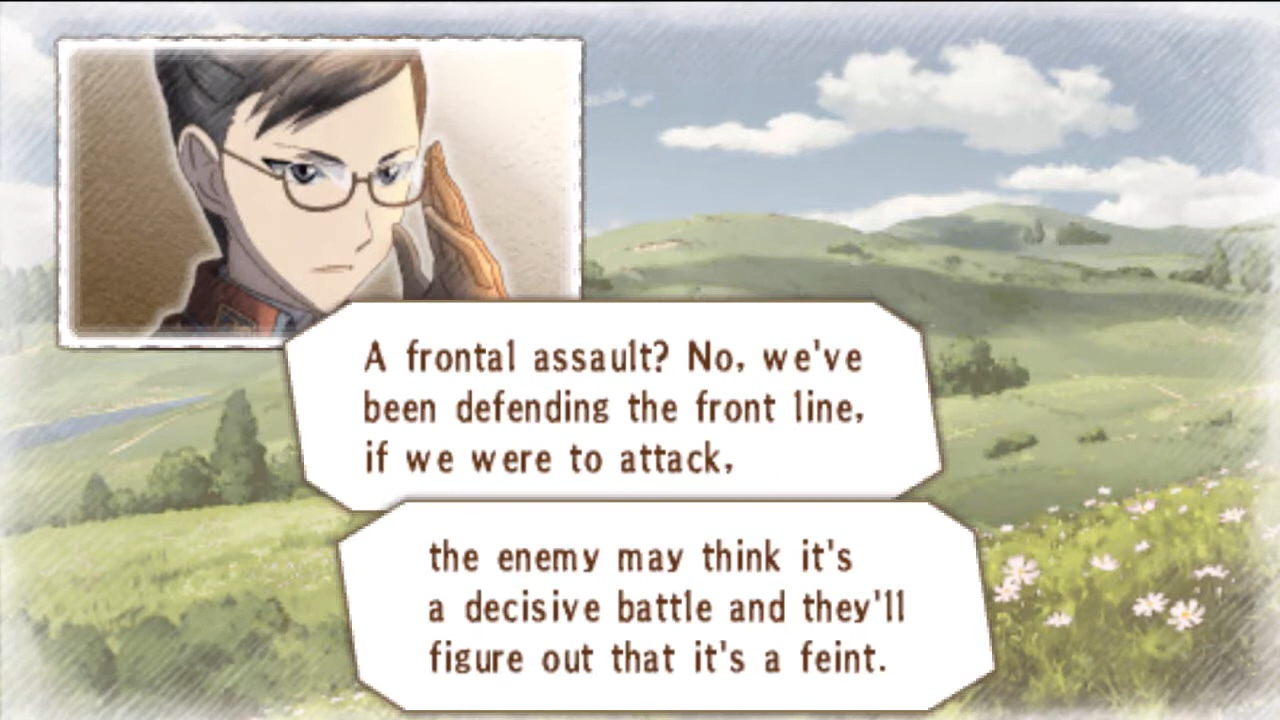 A frontal assault? No, we've
been defending the front line,
if we were to attack,
the enemy may think it's
a decisive battle and they'll
figure out that it's a feint.